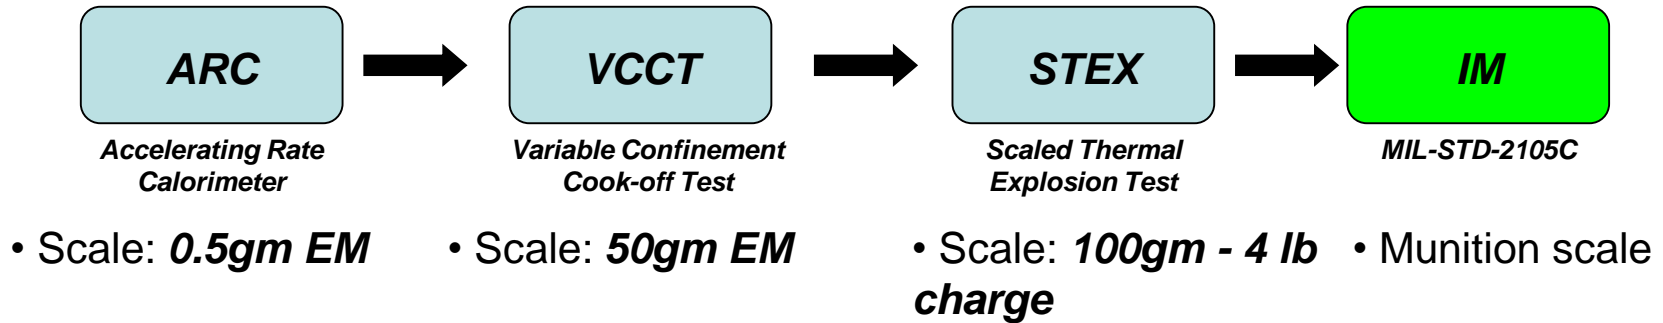 ARC
VCCT
STEX
IM
Accelerating Rate
Calorimeter
Variable Confinement
Cook-off Test
Scaled Thermal
Explosion Test
MIL-STD-2105C
• Scale: 0.5gm EM
• Scale: 50gm EM
• Scale: 100gm - 4 lb
charge
• Munition scale